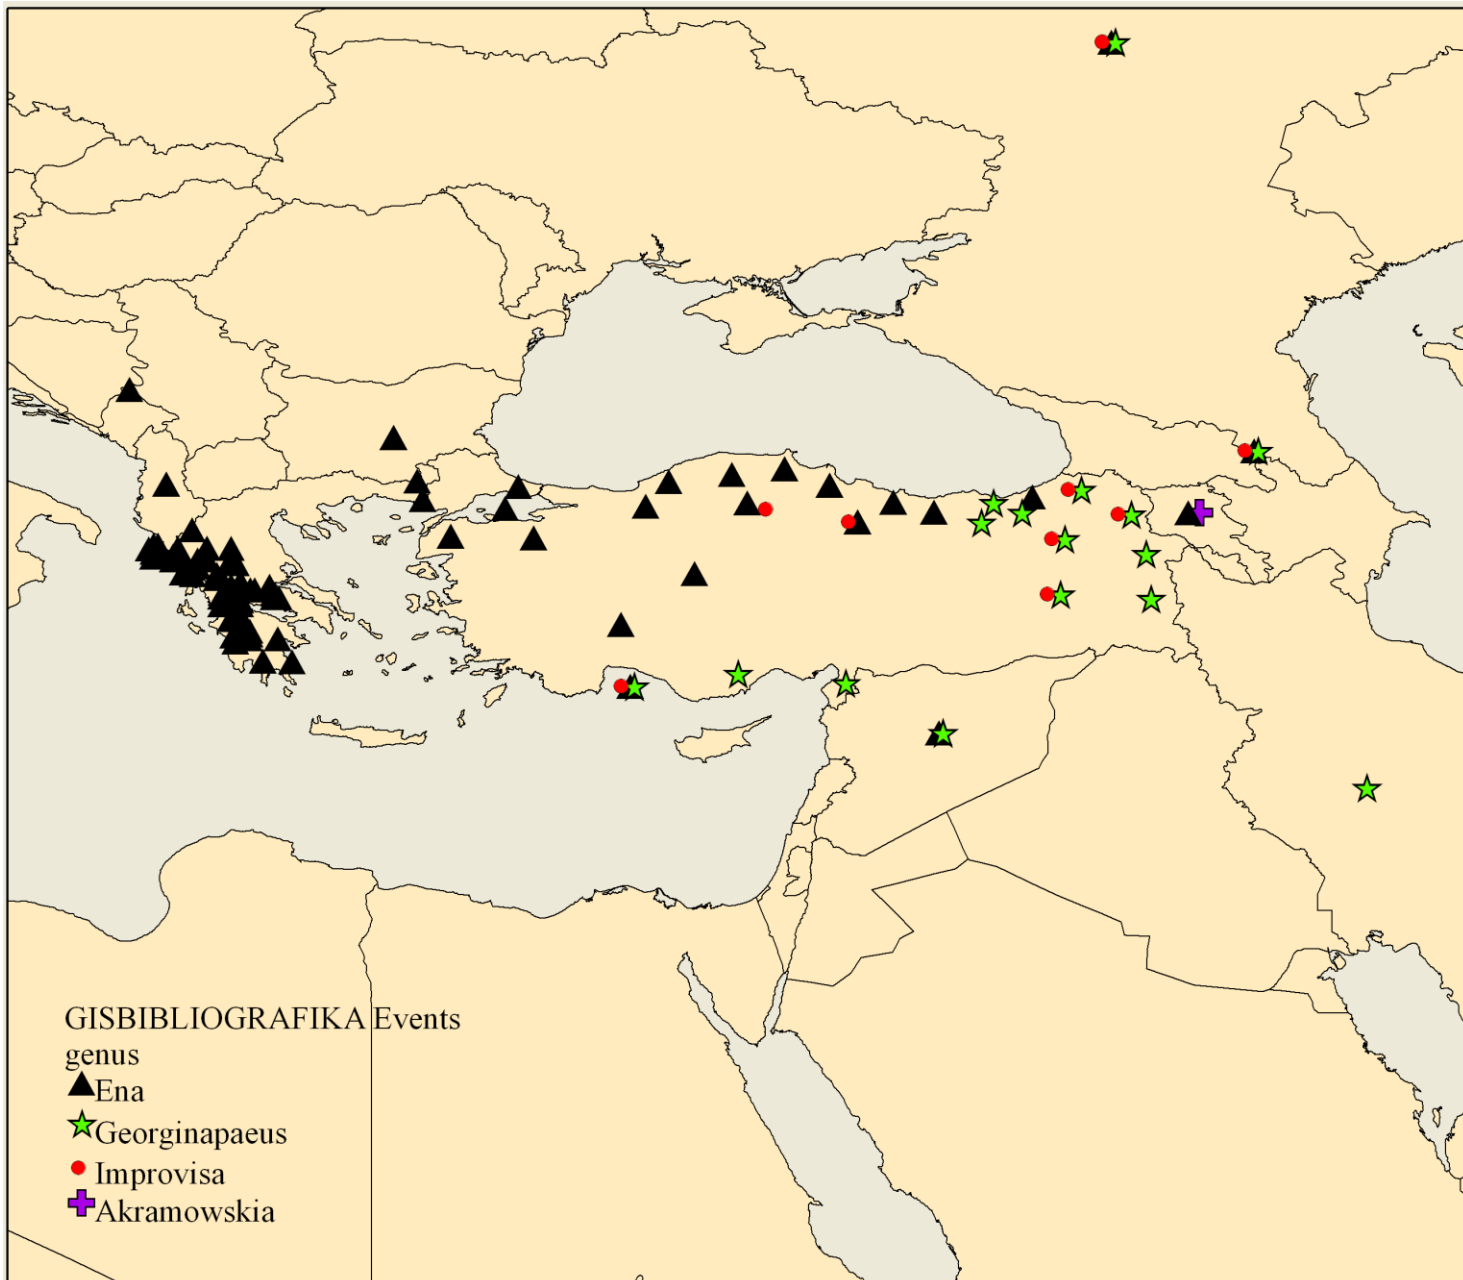 GISBIBLIOGRAFIKA Events
genus
Ena
Georginapaeus
Improvisa
Akramowskia